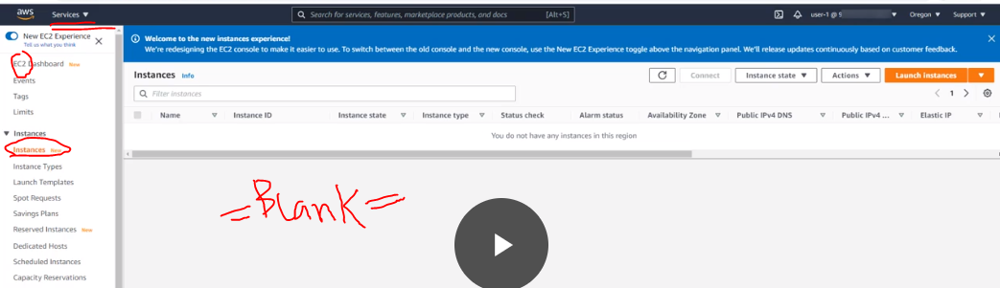 aws Services ▼ Search for services, features, marketplace products, and docs [Alt+S] user-1 @ 9 ▼ Oregon ▼ Support ▼
New EC2 Experience
Tell us what you think
EC2 Dashboard New
Events
Tags
Limits
▼ Instances
Instances New
Instance Types
Launch Templates
Spot Requests
Savings Plans
Reserved Instances New
Dedicated Hosts
Scheduled Instances
Capacity Reservations
Welcome to the new instances experience!
We're redesigning the EC2 console to make it easier to use. To switch between the old console and the new console, use the New EC2 Experience toggle above the navigation panel. We'll release updates continuously based on customer feedback.
Instances Info Connect Instance state ▼ Actions ▼ Launch instances ▼
Filter instances 1
Name Instance ID Instance state Instance type Status check Alarm status Availability Zone Public IPv4 DNS Public IPv4 ... Elastic IP
You do not have any instances in this region
=Blank=